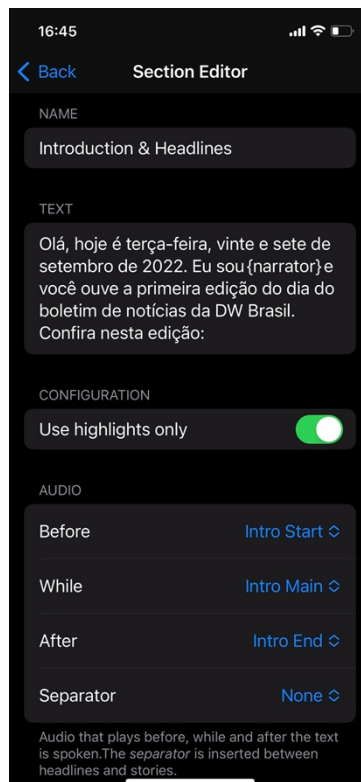 16:45
Back
Section Editor
NAME
Introduction & Headlines
TEXT
Olá, hoje é terça-feira, vinte e sete de
setembro de 2022. Eu sou{narrator}e
você ouve a primeira edição do dia do
boletim de notícias da DW Brasil.
Confira nesta edição:
CONFIGURATION
Use highlights only
AUDIO
Before Intro Start
While Intro Main
After Intro End
Separator None
Audio that plays before, while and after the text
is spoken.The separator is inserted between
headlines and stories.